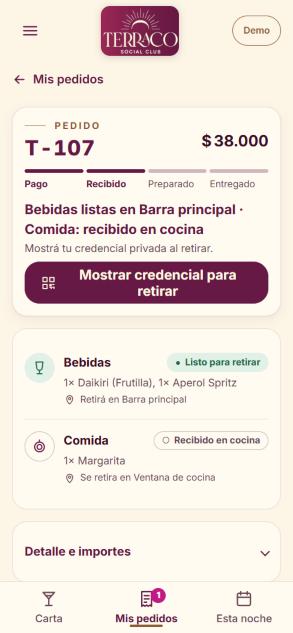 TERRACO
SOCIAL CLUB
Demo
← Mis pedidos
PEDIDO
T-107
$ 38.000
Pago
Recibido
Preparado
Entregado
Bebidas listas en Barra principal ·
Comida: recibido en cocina
Mostrá tu credencial privada al retirar.
Mostrar credencial para
retirar
Bebidas
Listo para retirar
1× Daikiri (Frutilla), 1× Aperol Spritz
Retirá en Barra principal
Comida
Recibido en cocina
1× Margarita
Se retira en Ventana de cocina
Detalle e importes
1
Carta
Mis pedidos
Esta noche